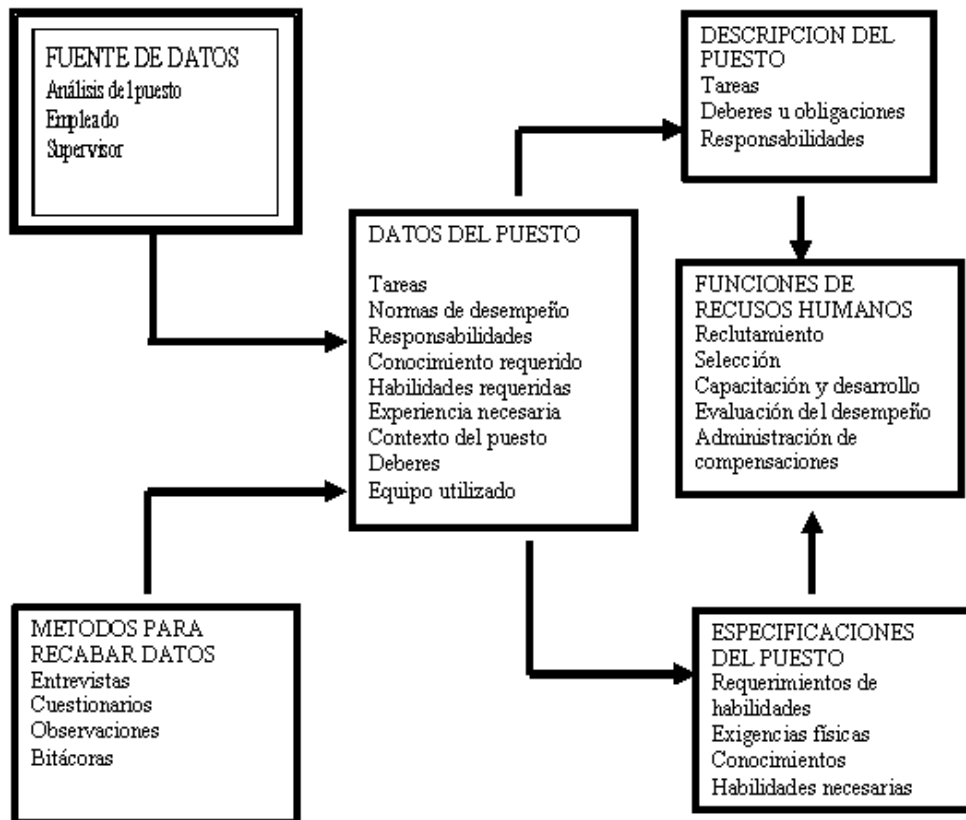 FUENTE DE DATOS
Análisis del puesto
Empleado
Supervisor
METODOS PARA
RECABAR DATOS
Entrevistas
Cuestionarios
Observaciones
Bitácoras
DATOS DEL PUESTO
Tareas
Normas de desempeño
Responsabilidades
Conocimiento requerido
Habilidades requeridas
Experiencia necesaria
Contexto del puesto
Deberes
Equipo utilizado
DESCRIPCION DEL
PUESTO
Tareas
Deberes u obligaciones
Responsabilidades
FUNCIONES DE
RECUSOS HUMANOS
Reclutamiento
Selección
Capacitación y desarrollo
Evaluación del desempeño
Administración de
compensaciones
ESPECIFICACIONES
DEL PUESTO
Requerimientos de
habilidades
Exigencias físicas
Conocimientos
Habilidades necesarias